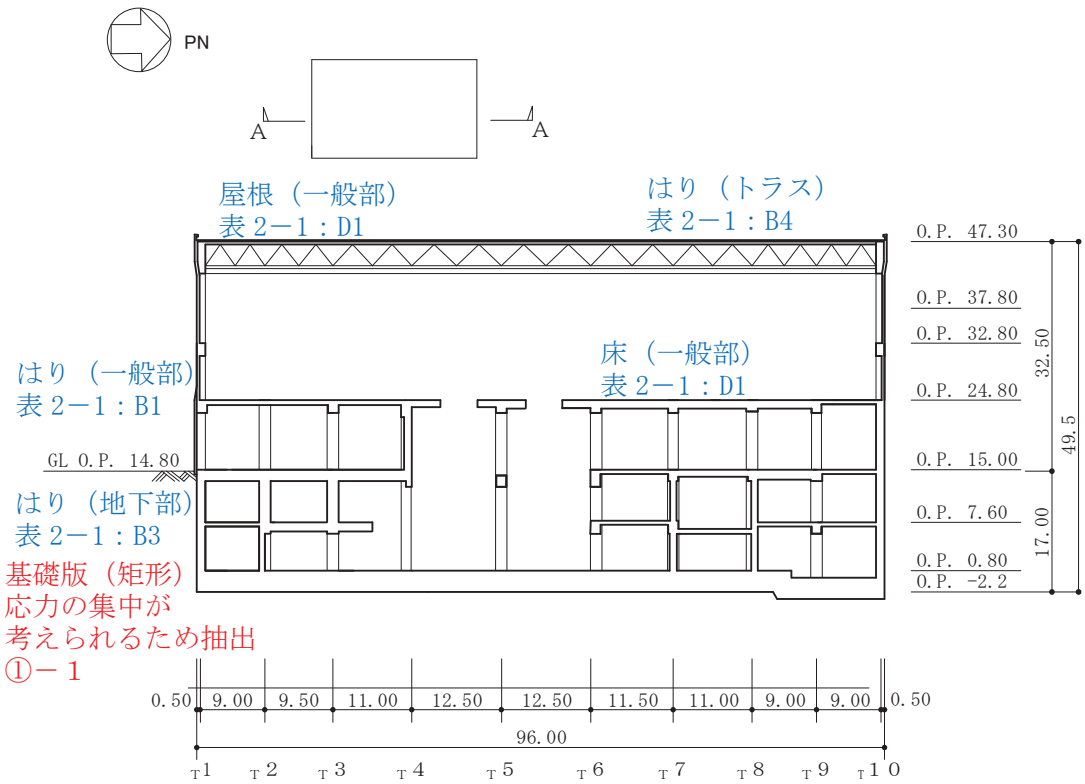 PN
A A
屋根（一般部）
表 2－1：D1
はり（トラス）
表 2－1：B4
O.P. 47.30
O.P. 37.80
O.P. 32.80
床（一般部）
表 2－1：D1
32.50
はり（一般部）
表 2－1：B1
O.P. 24.80
49.5
GL O.P. 14.80
O.P. 15.00
はり（地下部）
表 2－1：B3
O.P. 7.60
17.00
基礎版（矩形）
応力の集中が
考えられるため抽出
①－1
O.P. 0.80
O.P. -2.2
0.50 9.00 9.50 11.00 12.50 12.50 11.50 11.00 9.00 9.00 0.50
96.00
T1 T2 T3 T4 T5 T6 T7 T8 T9 T10